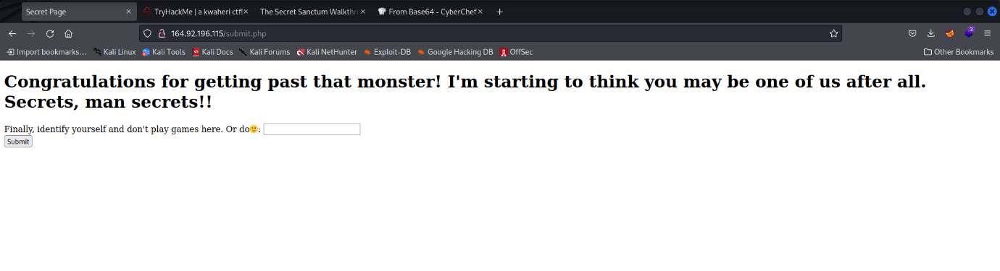 Secret Page
TryHackMe | a kwaheri ctf!
The Secret Sanctum Walkthr
From Base64 - CyberChef
164.92.196.115/submit.php
3
Import bookmarks... Kali Linux Kali Tools Kali Docs Kali Forums Kali NetHunter Exploit-DB Google Hacking DB OffSec Other Bookmarks
Congratulations for getting past that monster! I'm starting to think you may be one of us after all.
Secrets, man secrets!!
Finally, identify yourself and don't play games here. Or do🙂:
Submit